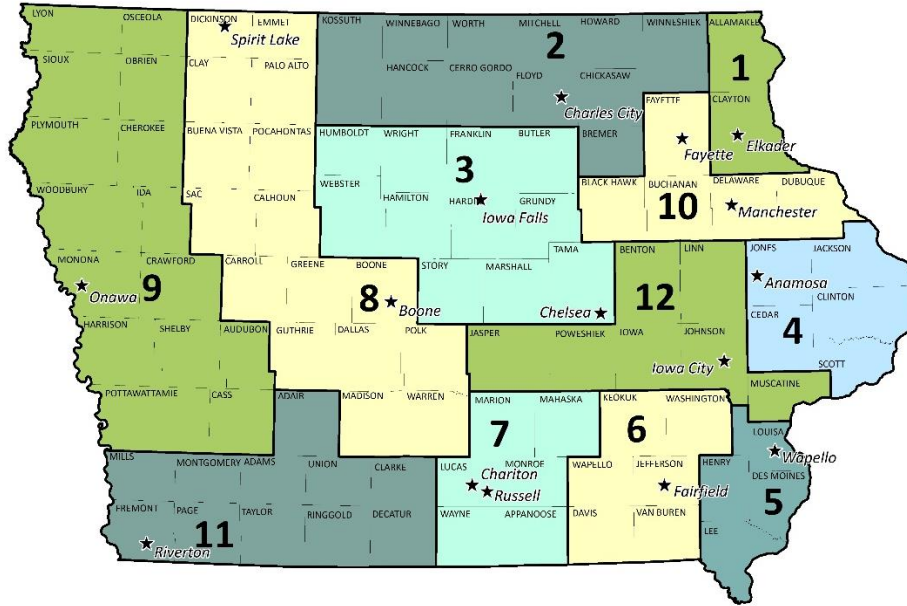 LYON OSCEOLA DICKINSON EMMET KOSSUTH WINNEBAGO WORTH MITCHELL HOWARD WINNESHIEK ALLAMAKEE
Spirit Lake
2
1
SIOUX OBRIEN CLAY PALO ALTO HANCOCK CERRO GORDO FLOYD CHICKASAW
Charles City
FAYETTE CLAYTON
PLYMOUTH CHEROKEE BUENA VISTA POCAHONTAS HUMBOLDT WRIGHT FRANKLIN BUTLER BREMER
Fayette
Elkader
3
WOODBURY IDA SAC CALHOUN WEBSTER HAMILTON HARDIN GRUNDY BLACK HAWK BUCHANAN DELAWARE DUBUQUE
Iowa Falls
10
Manchester
MONONA CRAWFORD CARROLL GREENE BOONE STORY MARSHALL TAMA BENTON LINN JONES JACKSON
Onawa
9
8
Boone
Chelsea
12
Anamosa
CLINTON
CEDAR
4
HARRISON SHELBY AUDUBON GUTHRIE DALLAS POLK JASPER POWESHIEK IOWA JOHNSON
Iowa City
SCOTT
MUSCATINE
POTTAWATTAMIE CASS ADAIR MADISON WARREN MARION MAHASKA KEOKUK WASHINGTON
7
6
LOUISA
Wapello
MILLS MONTGOMERY ADAMS UNION CLARKE LUCAS MONROE WAPELLO JEFFERSON HENRY DES MOINES
Chariton
Russell
Fairfield
5
FREMONT PAGE TAYLOR RINGGOLD DECATUR WAYNE APPANOOSE DAVIS VAN BUREN LEE
11
Riverton